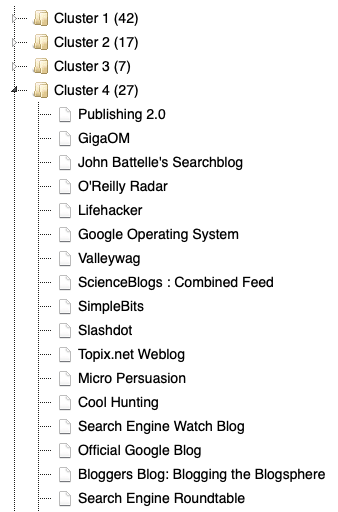 Cluster 1 (42)
Cluster 2 (17)
Cluster 3 (7)
Cluster 4 (27)
Publishing 2.0
GigaOM
John Battelle's Searchblog
O'Reilly Radar
Lifehacker
Google Operating System
Valleywag
ScienceBlogs : Combined Feed
SimpleBits
Slashdot
Topix.net Weblog
Micro Persuasion
Cool Hunting
Search Engine Watch Blog
Official Google Blog
Bloggers Blog: Blogging the Blogsphere
Search Engine Roundtable